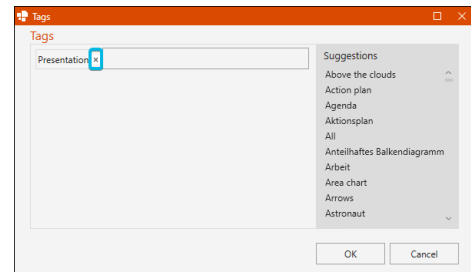 Tags
Tags
Presentation ×
Suggestions
Above the clouds
Action plan
Agenda
Aktionsplan
All
Anteilhaftes Balkendiagramm
Arbeit
Area chart
Arrows
Astronaut
OK
Cancel